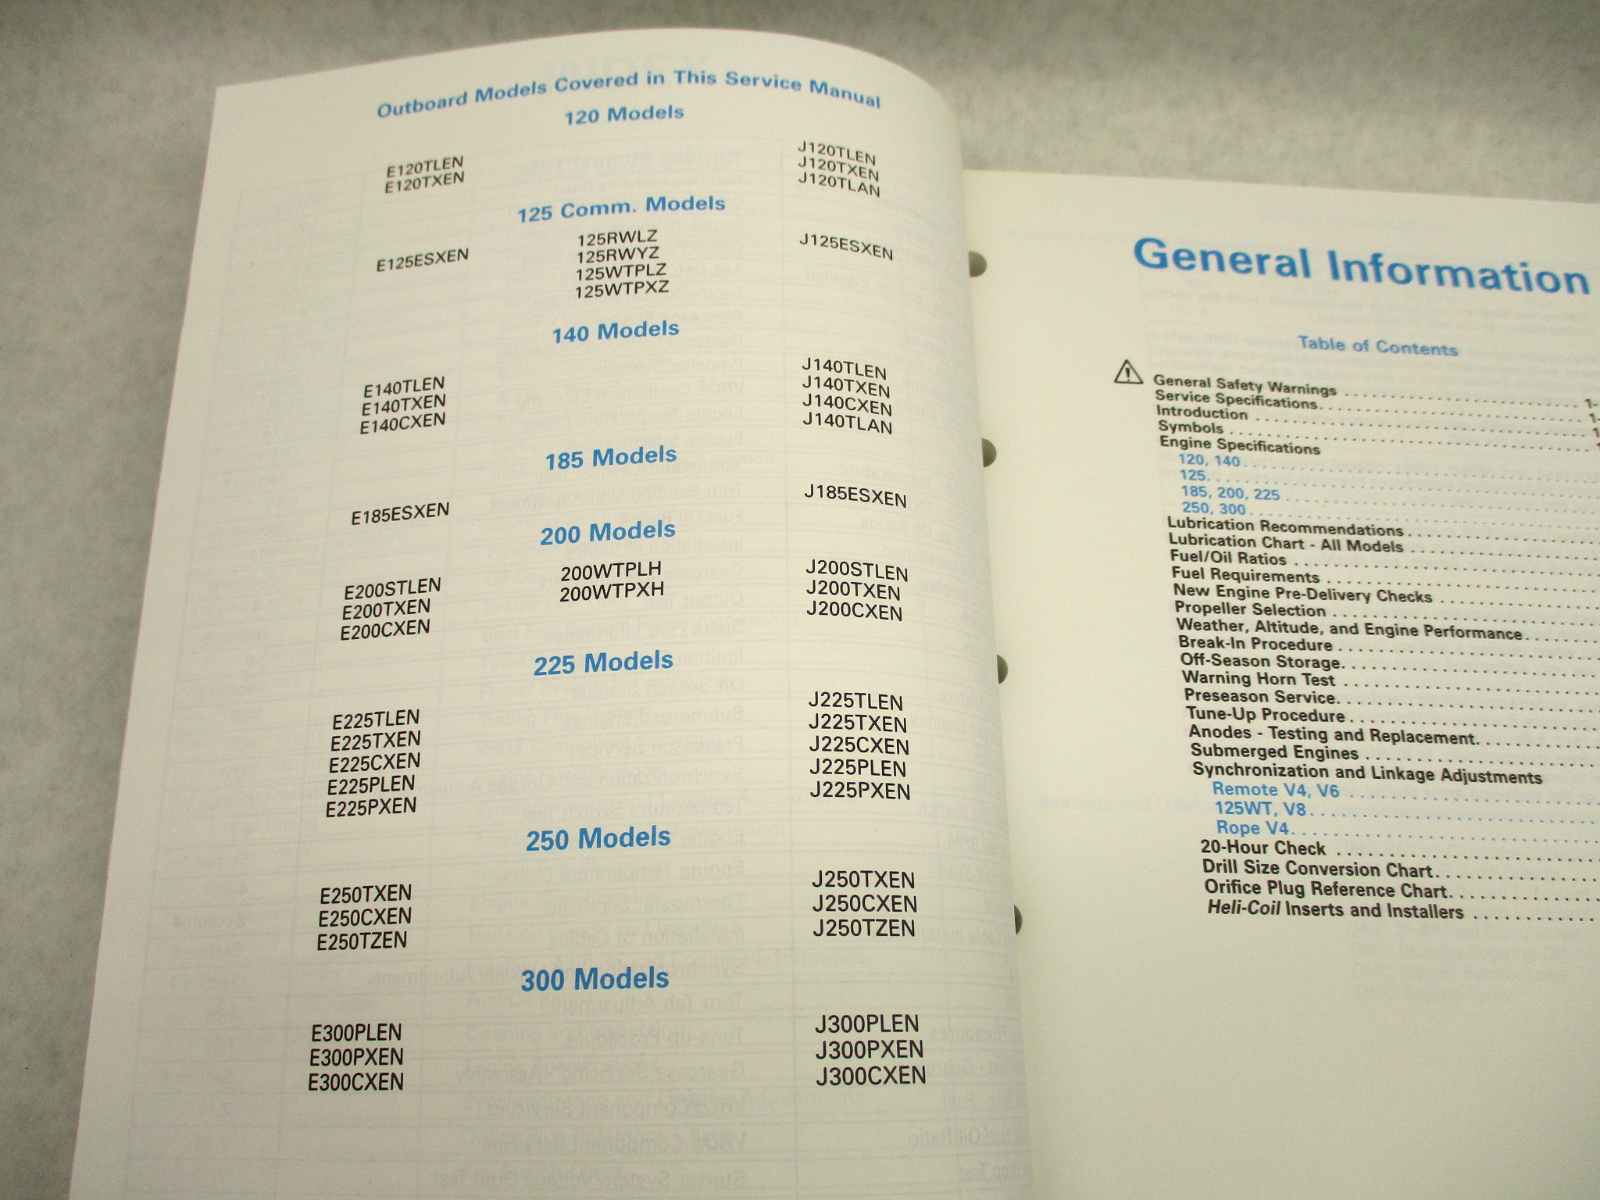 Outboard Models Covered in This Service Manual
120 Models
E120TLEN
E120TXEN
J120TLEN
J120TXEN
J120TLAN
125 Comm. Models
E125ESXEN
125RWLZ
125RWYZ
125WTPLZ
125WTPXZ
J125ESXEN
140 Models
E140TLEN
E140TXEN
E140CXEN
J140TLEN
J140TXEN
J140CXEN
J140TLAN
185 Models
E185ESXEN
J185ESXEN
200 Models
E200STLEN
E200TXEN
E200CXEN
200WTPLH
200WTPXH
J200STLEN
J200TXEN
J200CXEN
225 Models
E225TLEN
E225TXEN
E225CXEN
E225PLEN
E225PXEN
J225TLEN
J225TXEN
J225CXEN
J225PLEN
J225PXEN
250 Models
E250TXEN
E250CXEN
E250TZEN
J250TXEN
J250CXEN
J250TZEN
300 Models
E300PLEN
E300PXEN
E300CXEN
J300PLEN
J300PXEN
J300CXEN
General Information
Table of Contents
General Safety Warnings . . . . . . . . . . . . . . . . . . . . 1-
Service Specifications. . . . . . . . . . . . . . . . . . . . . . 1-
Introduction . . . . . . . . . . . . . . . . . . . . . . . . . . . . 1
Symbols . . . . . . . . . . . . . . . . . . . . . . . . . . . . . . . 1
Engine Specifications
120, 140. . . . . . . . . . . . . . . . . . . . . . . . . . . . . .
125. . . . . . . . . . . . . . . . . . . . . . . . . . . . . . . . .
185, 200, 225 . . . . . . . . . . . . . . . . . . . . . . . . . .
250, 300 . . . . . . . . . . . . . . . . . . . . . . . . . . . . .
Lubrication Recommendations . . . . . . . . . . . . . . .
Lubrication Chart - All Models . . . . . . . . . . . . . . .
Fuel/Oil Ratios . . . . . . . . . . . . . . . . . . . . . . . . . .
Fuel Requirements . . . . . . . . . . . . . . . . . . . . . . .
New Engine Pre-Delivery Checks . . . . . . . . . . . . .
Propeller Selection . . . . . . . . . . . . . . . . . . . . . . .
Weather, Altitude, and Engine Performance. . . . . .
Break-In Procedure . . . . . . . . . . . . . . . . . . . . . . .
Off-Season Storage. . . . . . . . . . . . . . . . . . . . . . .
Warning Horn Test . . . . . . . . . . . . . . . . . . . . . . .
Preseason Service. . . . . . . . . . . . . . . . . . . . . . . .
Tune-Up Procedure . . . . . . . . . . . . . . . . . . . . . . .
Anodes - Testing and Replacement. . . . . . . . . . . .
Submerged Engines . . . . . . . . . . . . . . . . . . . . . .
Synchronization and Linkage Adjustments
Remote V4, V6 . . . . . . . . . . . . . . . . . . . . . . . .
125WT, V8. . . . . . . . . . . . . . . . . . . . . . . . . . .
Rope V4. . . . . . . . . . . . . . . . . . . . . . . . . . . . .
20-Hour Check . . . . . . . . . . . . . . . . . . . . . . . . .
Drill Size Conversion Chart. . . . . . . . . . . . . . . . .
Orifice Plug Reference Chart. . . . . . . . . . . . . . . .
Heli-Coil Inserts and Installers . . . . . . . . . . . . . .